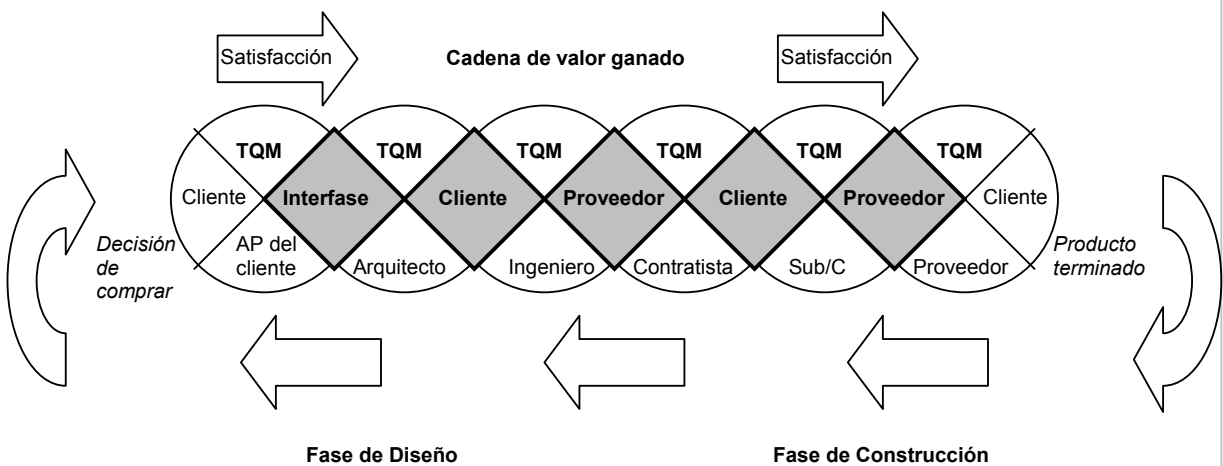 Satisfacción
Cadena de valor ganado
Satisfacción
TQM
TQM
TQM
TQM
TQM
TQM
Cliente
Interfase
Cliente
Proveedor
Cliente
Proveedor
Cliente
Decisión
de
comprar
AP del
cliente
Arquitecto
Ingeniero
Contratista
Sub/C
Proveedor
Producto
terminado
Fase de Diseño
Fase de Construcción